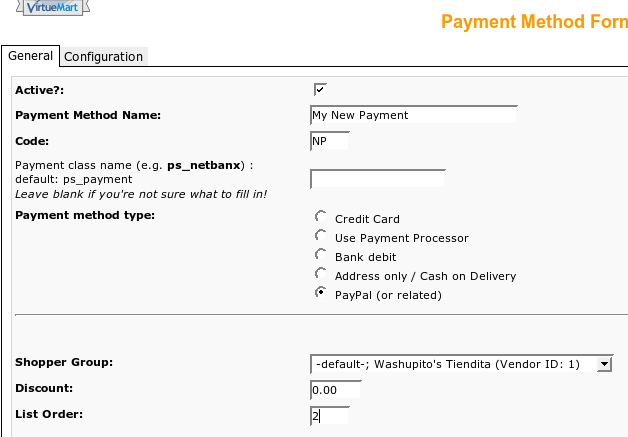 VirtueMart
Payment Method Form
General Configuration
Active?:
Payment Method Name: My New Payment
Code: NP
Payment class name (e.g. ps_netbanx) :
default: ps_payment
Leave blank if you're not sure what to fill in!
Payment method type: Credit Card
Use Payment Processor
Bank debit
Address only / Cash on Delivery
PayPal (or related)
Shopper Group: -default-; Washupito's Tiendita (Vendor ID: 1)
Discount: 0.00
List Order: 2